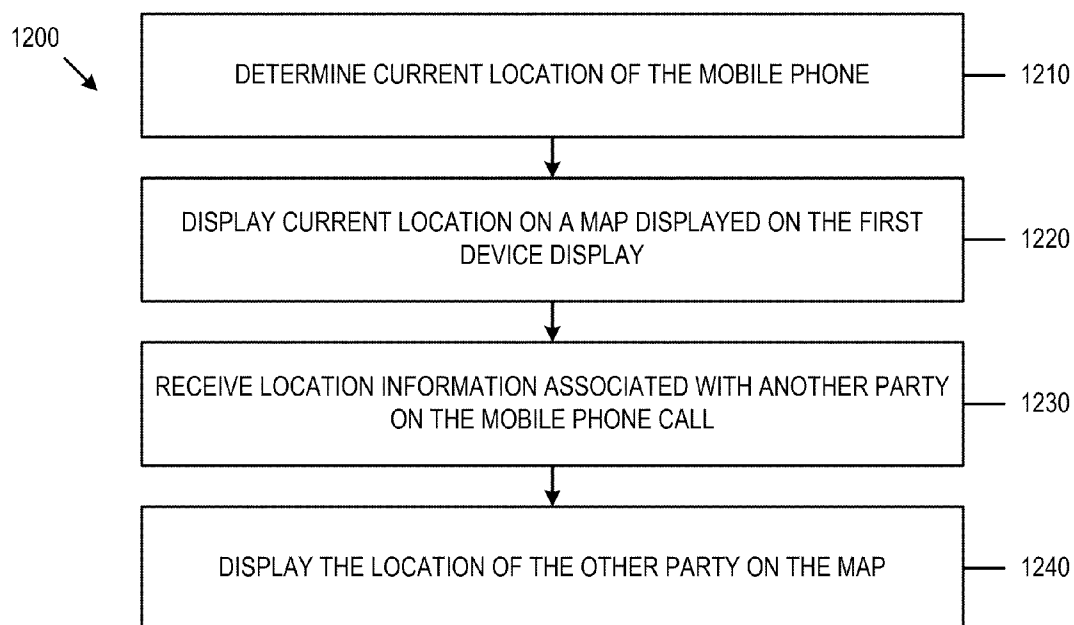 1200
DETERMINE CURRENT LOCATION OF THE MOBILE PHONE
1210
DISPLAY CURRENT LOCATION ON A MAP DISPLAYED ON THE FIRST
DEVICE DISPLAY
1220
RECEIVE LOCATION INFORMATION ASSOCIATED WITH ANOTHER PARTY
ON THE MOBILE PHONE CALL
1230
DISPLAY THE LOCATION OF THE OTHER PARTY ON THE MAP
1240